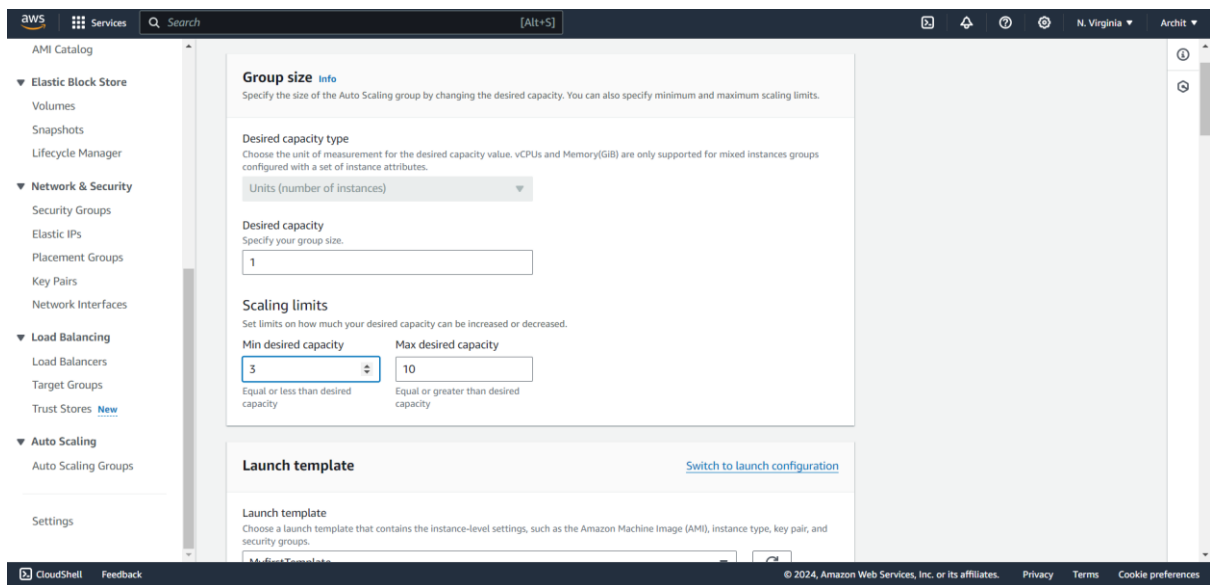 aws
Services
Search
[Alt+S]
N. Virginia
Archit
AMI Catalog
Elastic Block Store
Volumes
Snapshots
Lifecycle Manager
Network & Security
Security Groups
Elastic IPs
Placement Groups
Key Pairs
Network Interfaces
Load Balancing
Load Balancers
Target Groups
Trust Stores New
Auto Scaling
Auto Scaling Groups
Settings
Group size Info
Specify the size of the Auto Scaling group by changing the desired capacity. You can also specify minimum and maximum scaling limits.
Desired capacity type
Choose the unit of measurement for the desired capacity value. vCPUs and Memory(GiB) are only supported for mixed instances groups
configured with a set of instance attributes.
Units (number of instances)
Desired capacity
Specify your group size.
1
Scaling limits
Set limits on how much your desired capacity can be increased or decreased.
Min desired capacity
3
Equal or less than desired
capacity
Max desired capacity
10
Equal or greater than desired
capacity
Launch template
Switch to launch configuration
Launch template
Choose a launch template that contains the instance-level settings, such as the Amazon Machine Image (AMI), instance type, key pair, and
security groups.
MyfirstTemplate
CloudShell
Feedback
© 2024, Amazon Web Services, Inc. or its affiliates.
Privacy
Terms
Cookie preferences